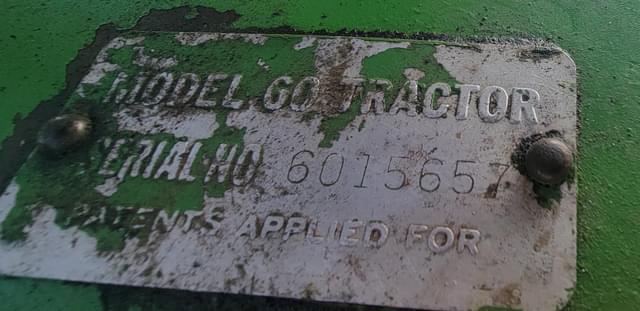 MODEL 60 TRACTOR
SERIAL NO 6015657
PATENTS APPLIED FOR